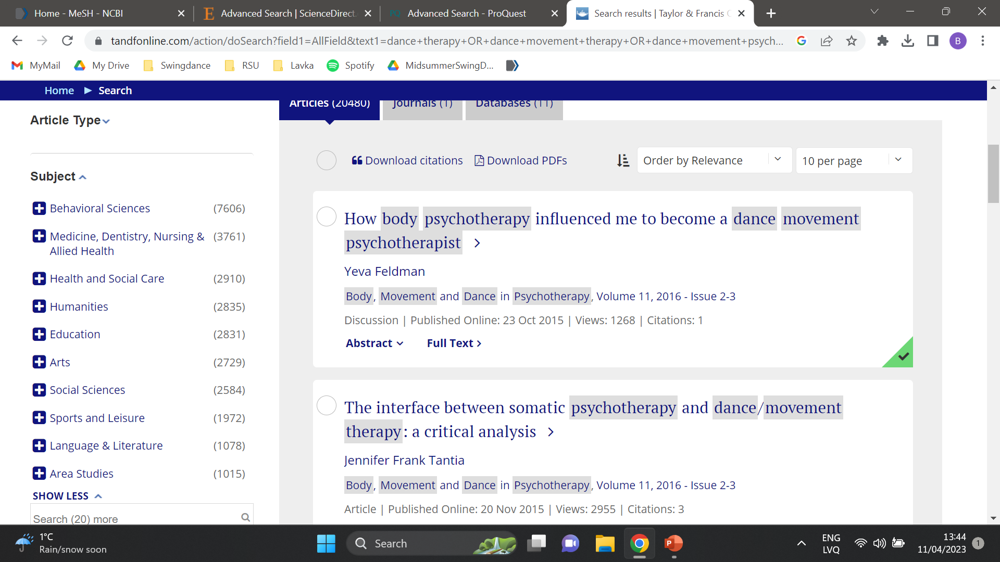 Home - MeSH - NCBI
Advanced Search | ScienceDirect.
Advanced Search - ProQuest
Search results | Taylor & Francis
tandfonline.com/action/doSearch?field1=AllField&text1=dance+therapy+OR+dance+movement+therapy+OR+dance+movement+psych...
B
MyMail
My Drive
Swingdance
RSU
Lavka
Spotify
MidsummerSwingD...
Home ▶ Search
Articles (20480)
Journals (1)
Databases (11)
Article Type
Subject
Behavioral Sciences (7606)
Medicine, Dentistry, Nursing & (3761)
Allied Health
Health and Social Care (2910)
Humanities (2835)
Education (2831)
Arts (2729)
Social Sciences (2584)
Sports and Leisure (1972)
Language & Literature (1078)
Area Studies (1015)
SHOW LESS
Search (20) more
Download citations
Download PDFs
Order by Relevance
10 per page
How body psychotherapy influenced me to become a dance movement
psychotherapist >
Yeva Feldman
Body, Movement and Dance in Psychotherapy, Volume 11, 2016 - Issue 2-3
Discussion | Published Online: 23 Oct 2015 | Views: 1268 | Citations: 1
Abstract
Full Text >
The interface between somatic psychotherapy and dance/movement
therapy: a critical analysis >
Jennifer Frank Tantia
Body, Movement and Dance in Psychotherapy, Volume 11, 2016 - Issue 2-3
Article | Published Online: 20 Nov 2015 | Views: 2955 | Citations: 3
1°C
Rain/snow soon
Search
P
ENG
LVQ
13:44
11/04/2023
1